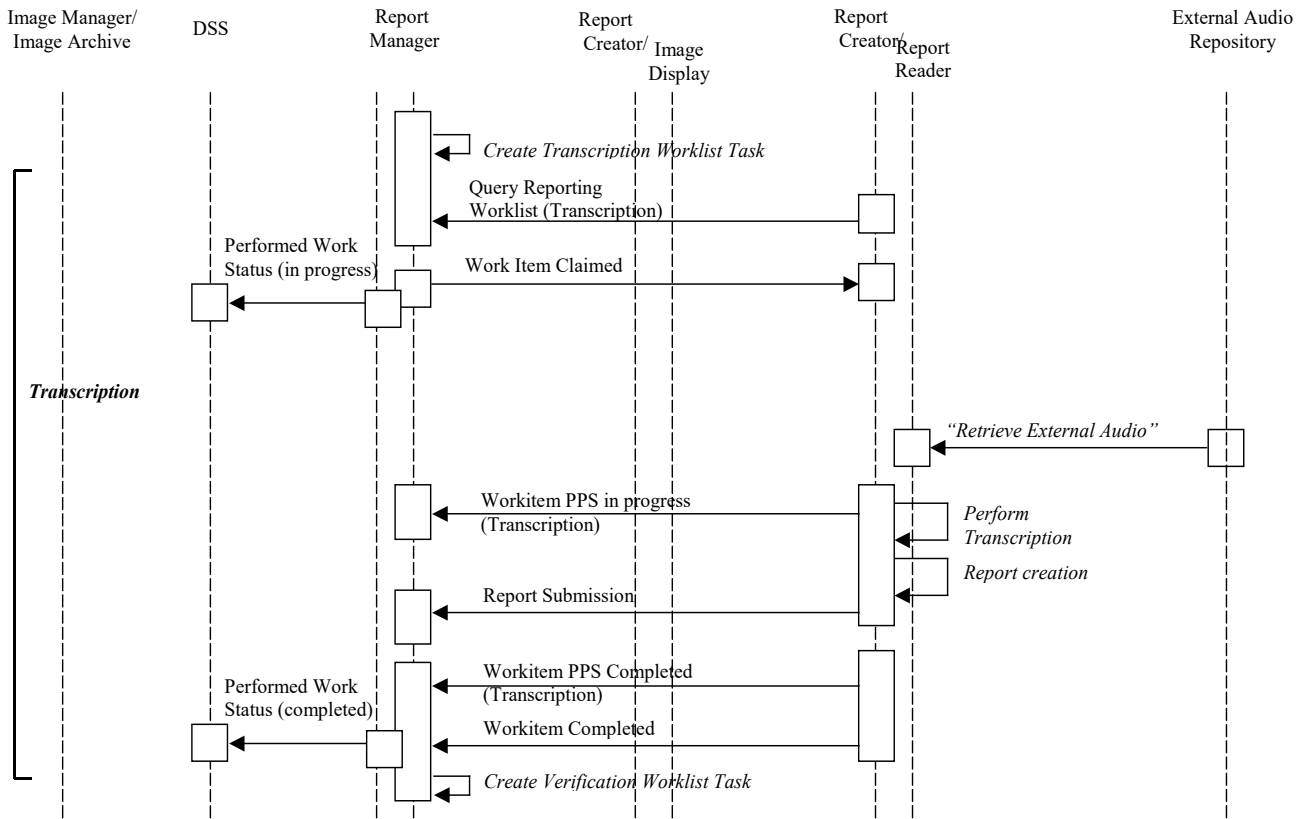 Image Manager/
Image Archive
DSS
Report
Manager
Report
Creator/
Image
Display
Report
Creator/
Report
Reader
External Audio
Repository
Create Transcription Worklist Task
Query Reporting
Worklist (Transcription)
Performed Work
Status (in progress)
Work Item Claimed
Transcription
“Retrieve External Audio”
Workitem PPS in progress
(Transcription)
Perform
Transcription
Report creation
Report Submission
Workitem PPS Completed
(Transcription)
Performed Work
Status (completed)
Workitem Completed
Create Verification Worklist Task